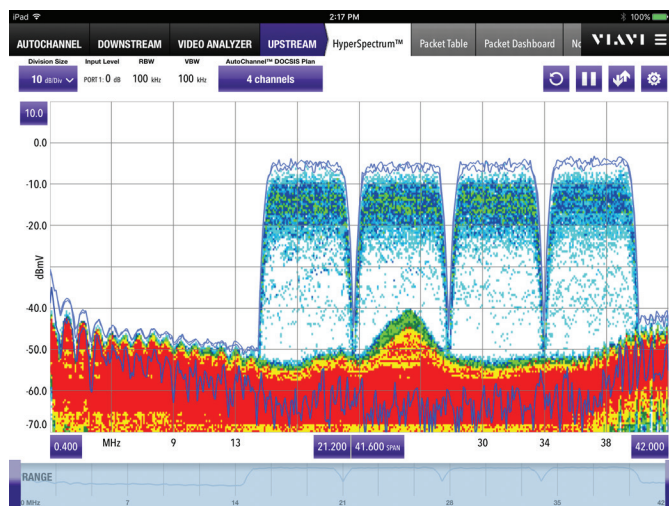 iPad 2:17 PM 100%
AUTOCHANNEL DOWNSTREAM VIDEO ANALYZER UPSTREAM HyperSpectrum™ Packet Table Packet Dashboard No VIAVI
Division Size Input Level RBW VBW AutoChannel™ DOCSIS Plan
10 dB/Div PORT 1: 0 dB 100 kHz 100 kHz 4 channels
10.0
0.0
-10.0
-20.0
-30.0
dBmV
-40.0
-50.0
-60.0
-70.0
0.400 MHz 9 13 21.200 41.600 SPAN 30 34 38 42.000
RANGE
0 MHz 7 14 21 28 35 42